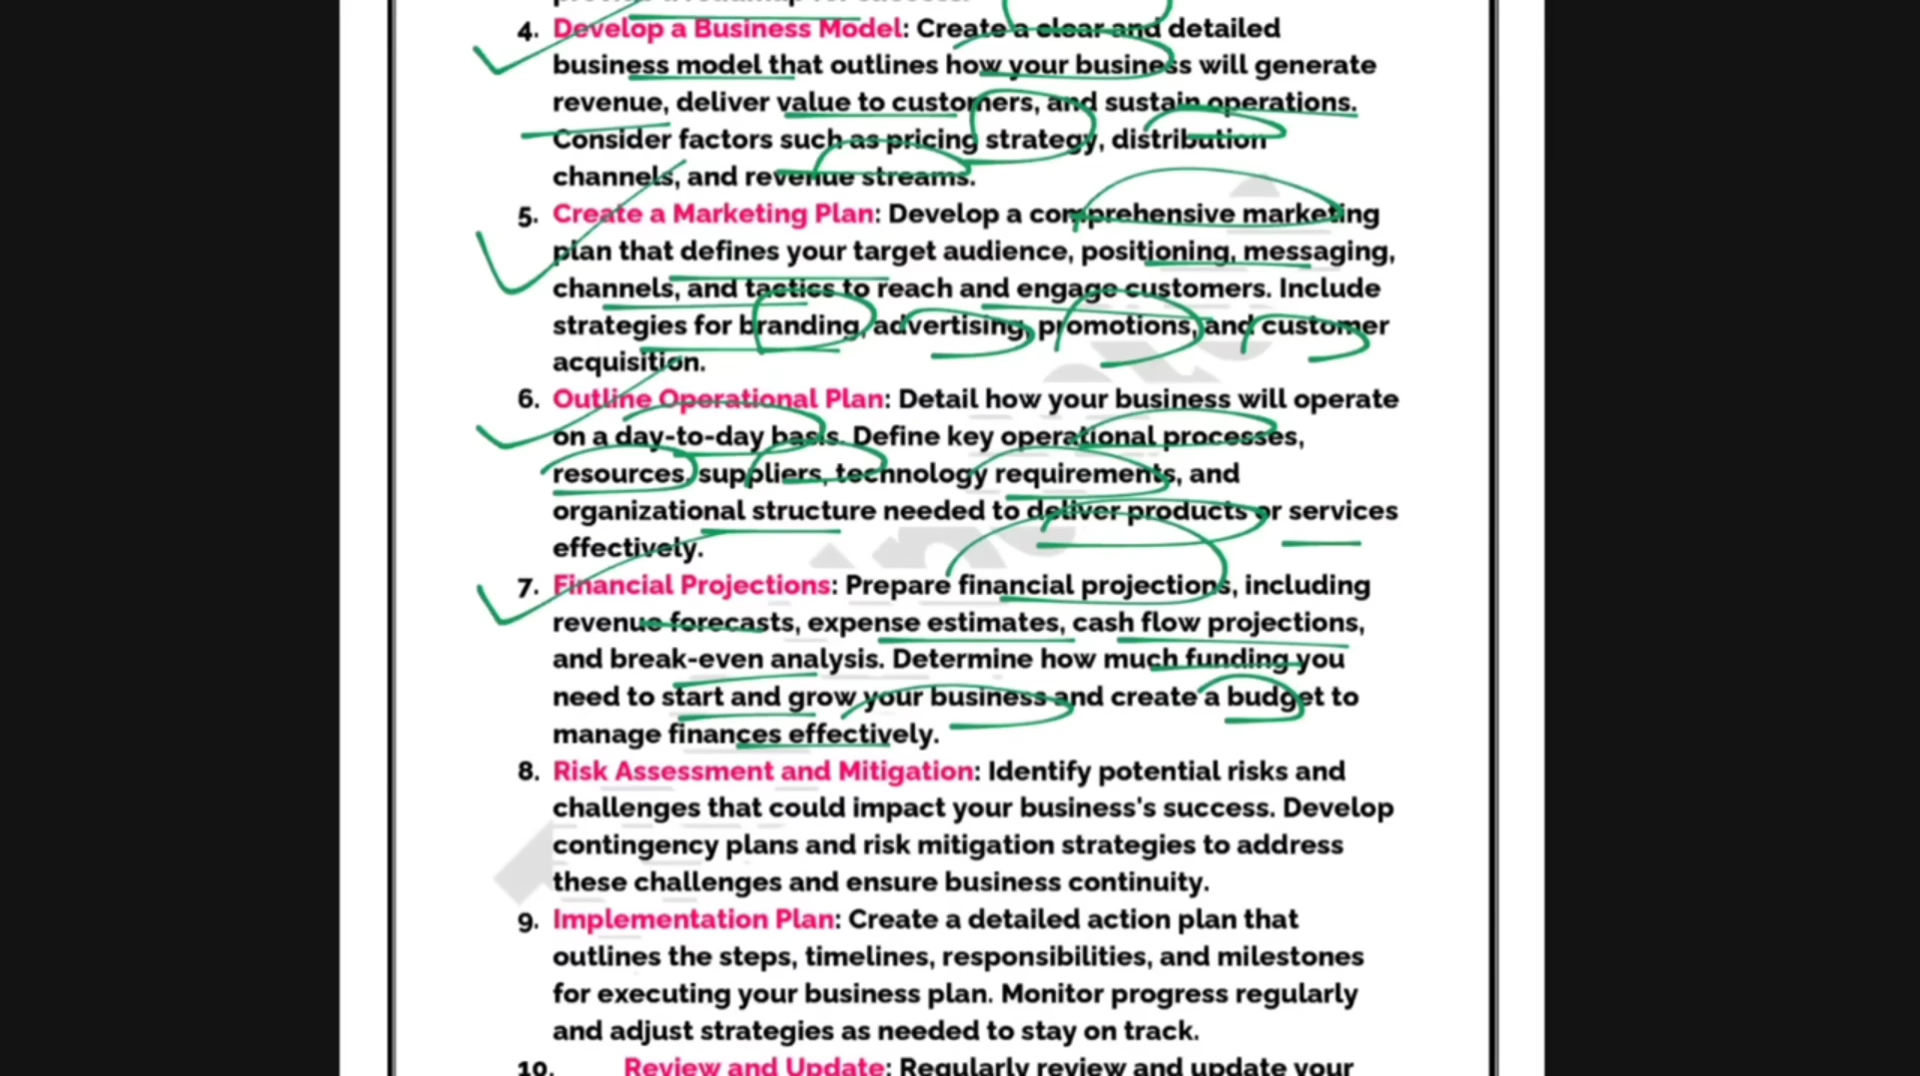 4. Develop a Business Model: Create a clear and detailed
business model that outlines how your business will generate
revenue, deliver value to customers, and sustain operations.
Consider factors such as pricing strategy, distribution
channels, and revenue streams.
5. Create a Marketing Plan: Develop a comprehensive marketing
plan that defines your target audience, positioning, messaging,
channels, and tactics to reach and engage customers. Include
strategies for branding, advertising, promotions, and customer
acquisition.
6. Outline Operational Plan: Detail how your business will operate
on a day-to-day basis. Define key operational processes,
resources, suppliers, technology requirements, and
organizational structure needed to deliver products or services
effectively.
7. Financial Projections: Prepare financial projections, including
revenue forecasts, expense estimates, cash flow projections,
and break-even analysis. Determine how much funding you
need to start and grow your business and create a budget to
manage finances effectively.
8. Risk Assessment and Mitigation: Identify potential risks and
challenges that could impact your business's success. Develop
contingency plans and risk mitigation strategies to address
these challenges and ensure business continuity.
9. Implementation Plan: Create a detailed action plan that
outlines the steps, timelines, responsibilities, and milestones
for executing your business plan. Monitor progress regularly
and adjust strategies as needed to stay on track.
10. Review and Update: Regularly review and update your